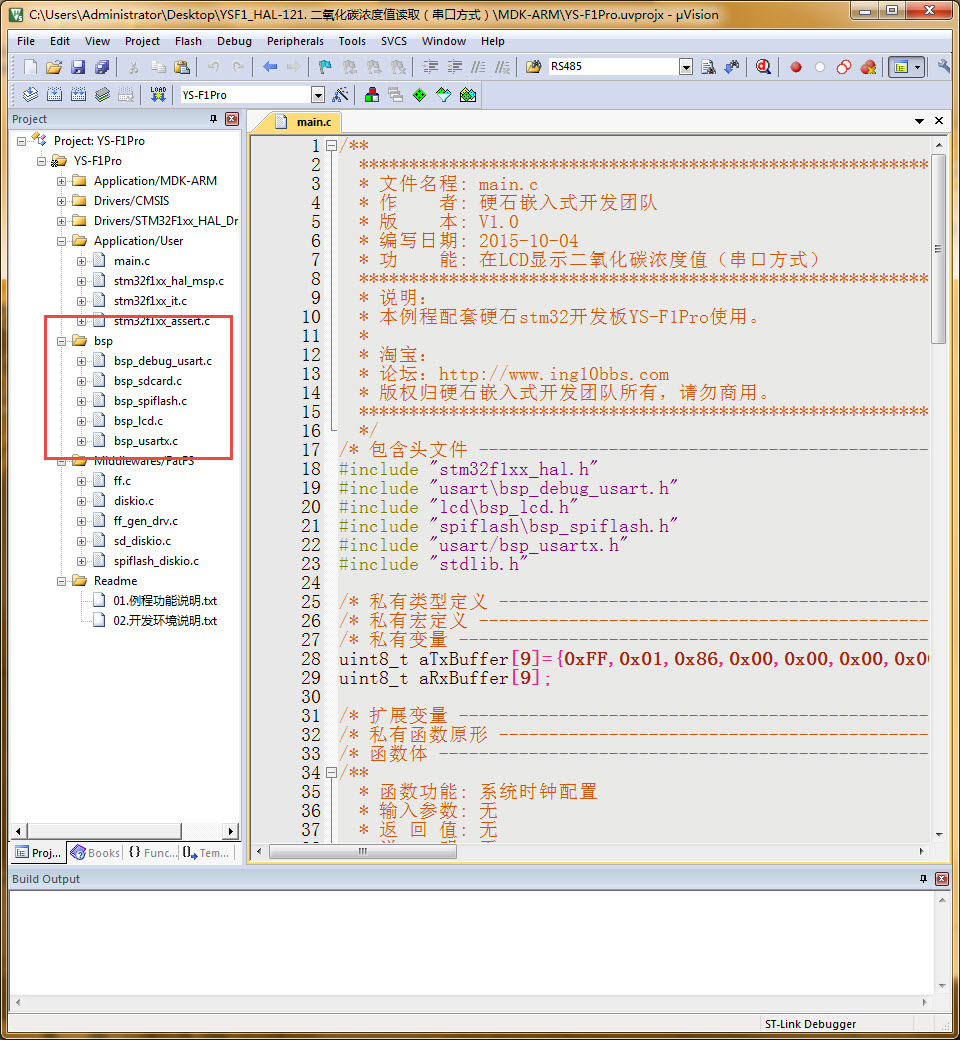 C:\Users\Administrator\Desktop\YSF1_HAL-121. 二氧化碳浓度值读取（串口方式）\MDK-ARM\YS-F1Pro.uvprojx - µVision
File Edit View Project Flash Debug Peripherals Tools SVCS Window Help
RS485
LOAD YS-F1Pro
Project
main.c
Project: YS-F1Pro
YS-F1Pro
Application/MDK-ARM
Drivers/CMSIS
Drivers/STM32F1xx_HAL_Dr
Application/User
main.c
stm32f1xx_hal_msp.c
stm32f1xx_it.c
stm32f1xx_assert.c
bsp
bsp_debug_usart.c
bsp_sdcard.c
bsp_spiflash.c
bsp_lcd.c
bsp_usartx.c
Middlewares/FatFS
ff.c
diskio.c
ff_gen_drv.c
sd_diskio.c
spiflash_diskio.c
Readme
01.例程功能说明.txt
02.开发环境说明.txt
1 /**
2 ***********************************************************
3 * 文件名程: main.c
4 * 作    者: 硬石嵌入式开发团队
5 * 版    本: V1.0
6 * 编写日期: 2015-10-04
7 * 功    能: 在LCD显示二氧化碳浓度值（串口方式）
8 ***********************************************************
9 * 说明:
10 * 本例程配套硬石stm32开发板YS-F1Pro使用。
11 *
12 * 淘宝:
13 * 论坛: http://www.ing10bbs.com
14 * 版权归硬石嵌入式开发团队所有，请勿商用。
15 ***********************************************************
16 */
17 /* 包含头文件 ----------------------------------------------
18 #include "stm32f1xx_hal.h"
19 #include "usart\bsp_debug_usart.h"
20 #include "lcd\bsp_lcd.h"
21 #include "spiflash\bsp_spiflash.h"
22 #include "usart/bsp_usartx.h"
23 #include "stdlib.h"
24
25 /* 私有类型定义 --------------------------------------------
26 /* 私有宏定义 ----------------------------------------------
27 /* 私有变量 ------------------------------------------------
28 uint8_t aTxBuffer[9]={0xFF,0x01,0x86,0x00,0x00,0x00,0x00
29 uint8_t aRxBuffer[9];
30
31 /* 扩展变量 ------------------------------------------------
32 /* 私有函数原形 --------------------------------------------
33 /* 函数体 --------------------------------------------------
34 /**
35 * 函数功能: 系统时钟配置
36 * 输入参数: 无
37 * 返 回 值: 无
Proj... Books {} Func... Tem...
Build Output
ST-Link Debugger